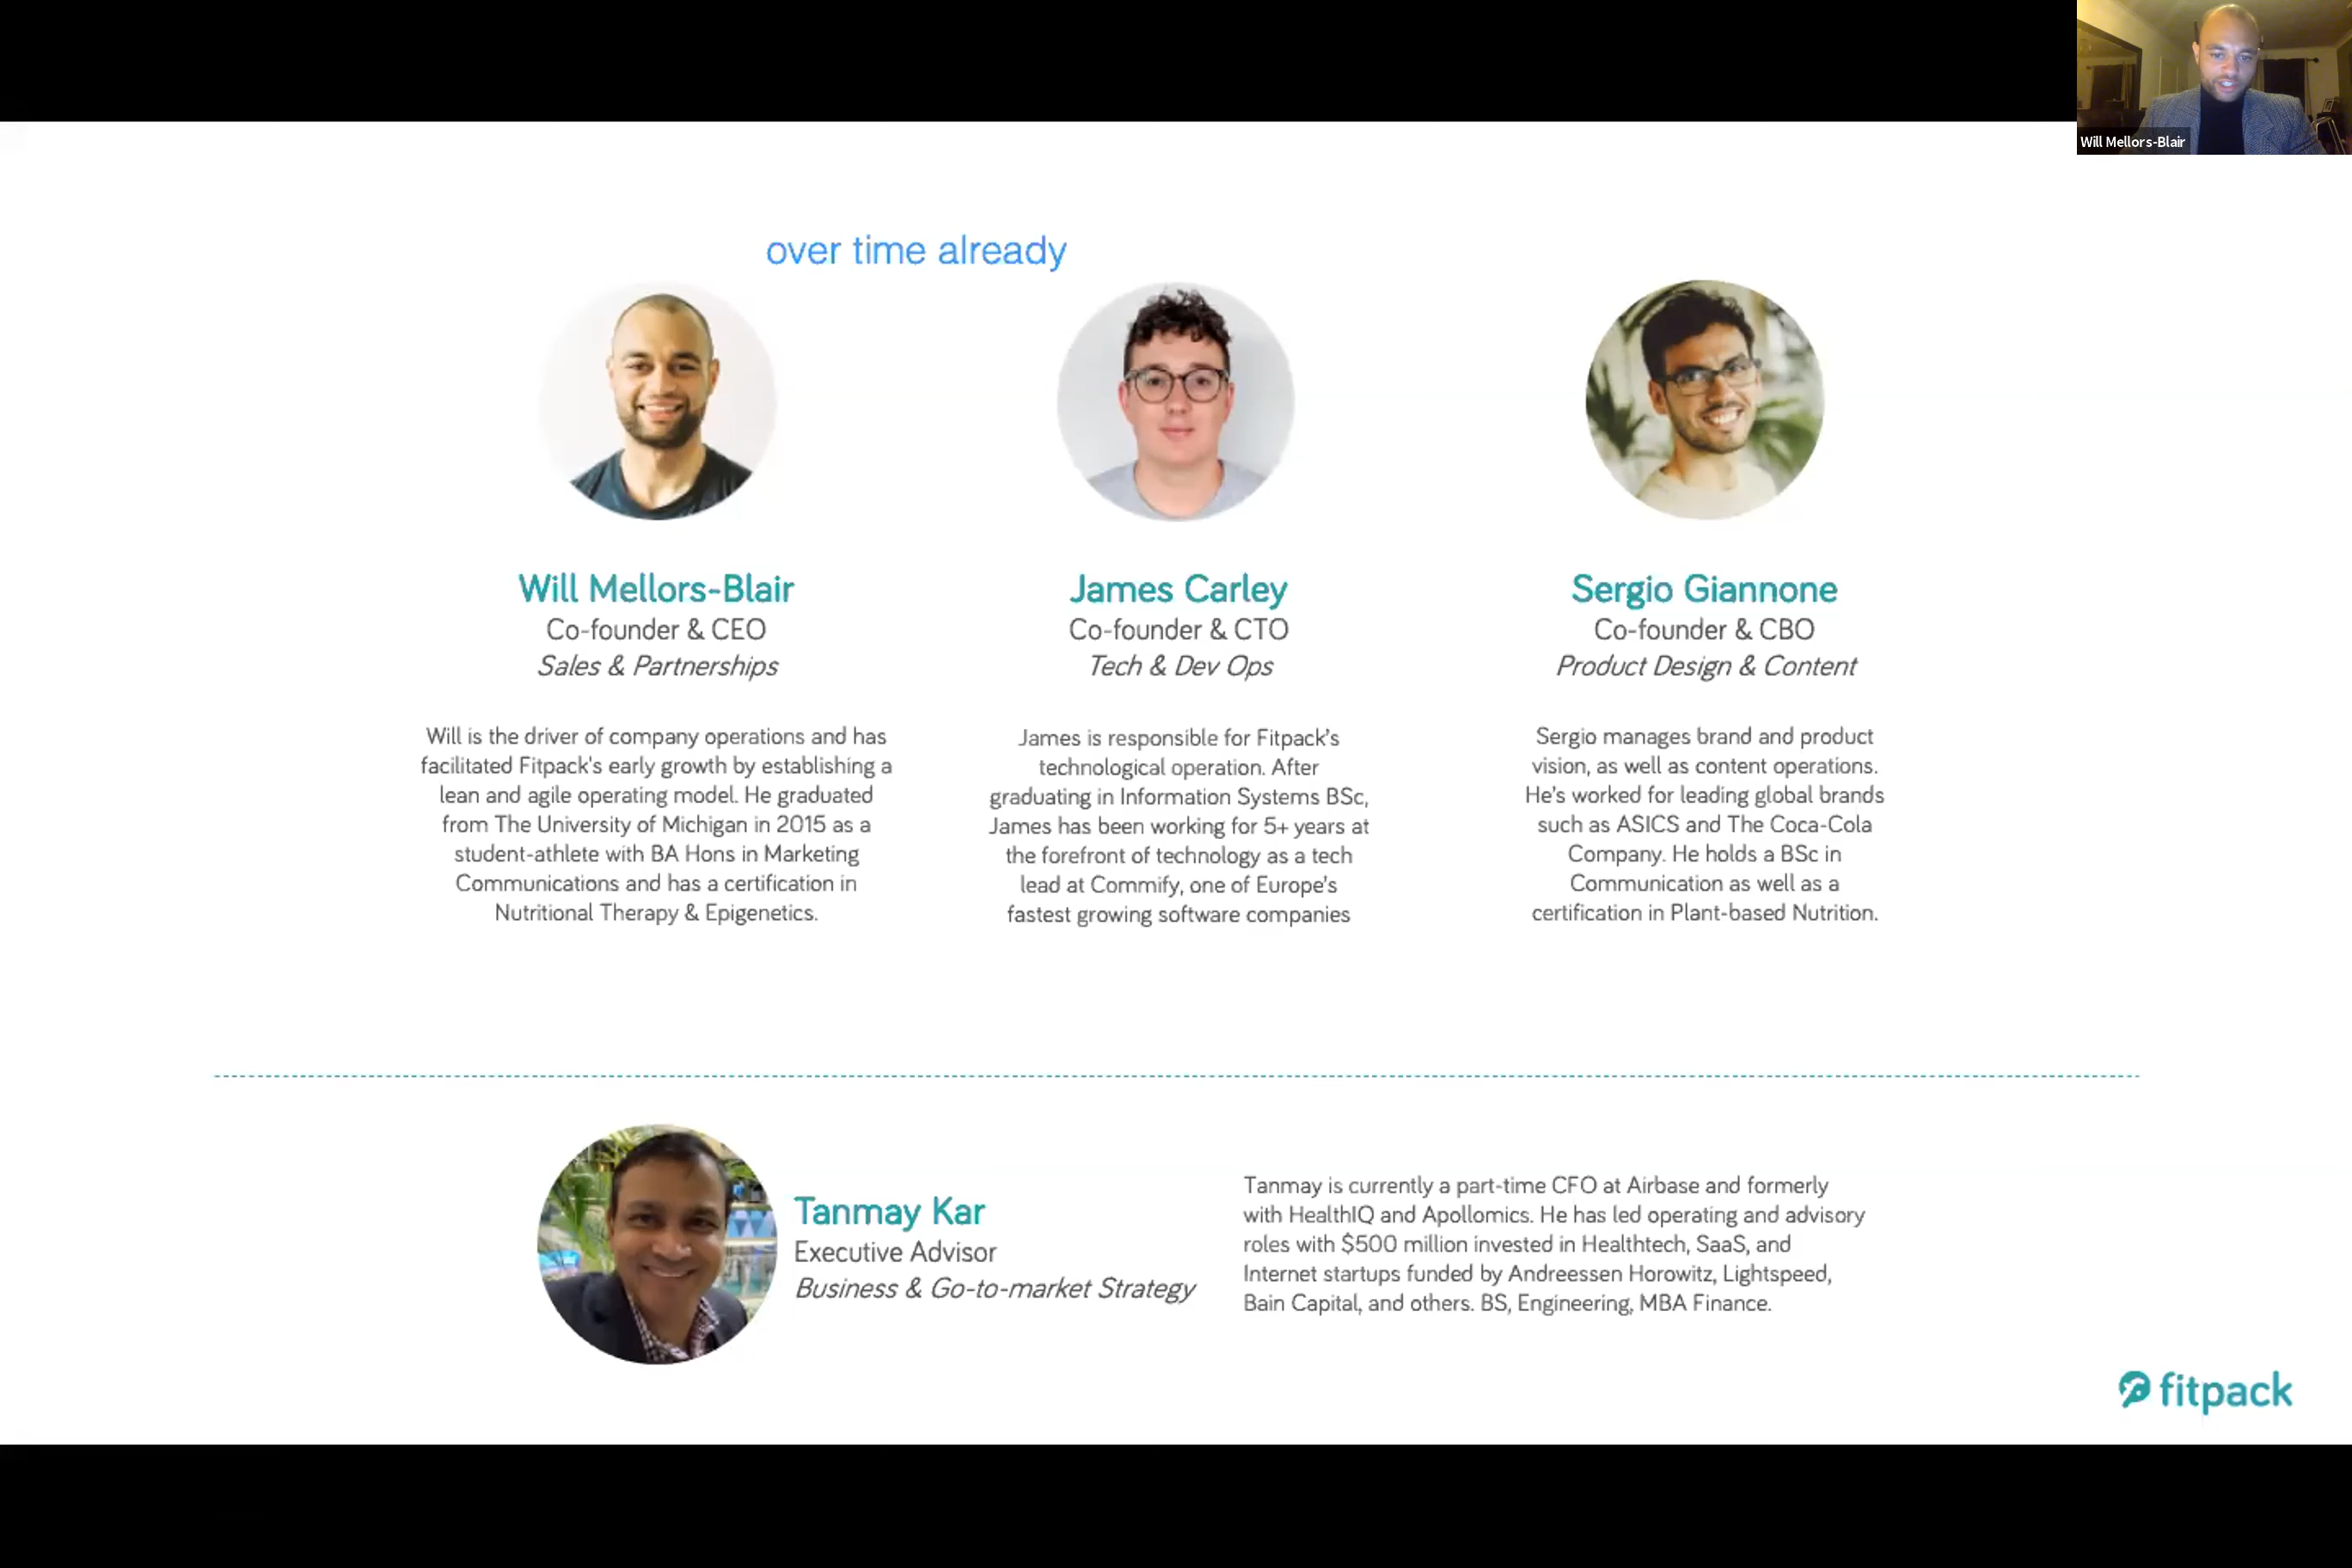 Will Mellors-Blair
over time already
Will Mellors-Blair
Co-founder & CEO
Sales & Partnerships
Will is the driver of company operations and has
facilitated Fitpack's early growth by establishing a
lean and agile operating model. He graduated
from The University of Michigan in 2015 as a
student-athlete with BA Hons in Marketing
Communications and has a certification in
Nutritional Therapy & Epigenetics.
James Carley
Co-founder & CTO
Tech & Dev Ops
James is responsible for Fitpack's
technological operation. After
graduating in Information Systems BSc,
James has been working for 5+ years at
the forefront of technology as a tech
lead at Commify, one of Europe's
fastest growing software companies
Sergio Giannone
Co-founder & CBO
Product Design & Content
Sergio manages brand and product
vision, as well as content operations.
He's worked for leading global brands
such as ASICS and The Coca-Cola
Company. He holds a BSc in
Communication as well as a
certification in Plant-based Nutrition.
Tanmay Kar
Executive Advisor
Business & Go-to-market Strategy
Tanmay is currently a part-time CFO at Airbase and formerly
with HealthIQ and Apollomics. He has led operating and advisory
roles with $500 million invested in Healthtech, SaaS, and
Internet startups funded by Andreessen Horowitz, Lightspeed,
Bain Capital, and others. BS, Engineering, MBA Finance.
fitpack